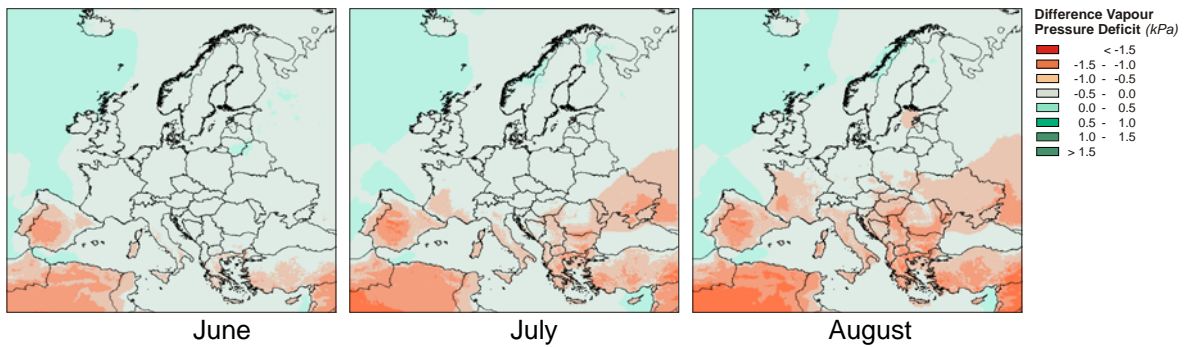 Difference Vapour
Pressure Deficit (kPa)
< -1.5
-1.5 - -1.0
-1.0 - -0.5
-0.5 - 0.0
0.0 - 0.5
0.5 - 1.0
1.0 - 1.5
> 1.5
June
July
August